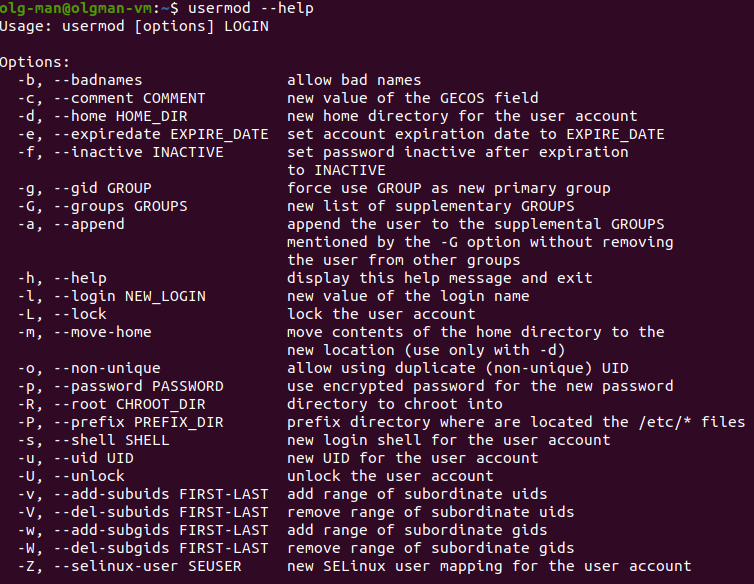 olg-man@olgman-vm:~$ usermod --help
Usage: usermod [options] LOGIN

Options:
  -b, --badnames                allow bad names
  -c, --comment COMMENT         new value of the GECOS field
  -d, --home HOME_DIR           new home directory for the user account
  -e, --expiredate EXPIRE_DATE  set account expiration date to EXPIRE_DATE
  -f, --inactive INACTIVE       set password inactive after expiration
                                to INACTIVE
  -g, --gid GROUP               force use GROUP as new primary group
  -G, --groups GROUPS           new list of supplementary GROUPS
  -a, --append                  append the user to the supplemental GROUPS
                                mentioned by the -G option without removing
                                the user from other groups
  -h, --help                    display this help message and exit
  -l, --login NEW_LOGIN         new value of the login name
  -L, --lock                    lock the user account
  -m, --move-home               move contents of the home directory to the
                                new location (use only with -d)
  -o, --non-unique              allow using duplicate (non-unique) UID
  -p, --password PASSWORD       use encrypted password for the new password
  -R, --root CHROOT_DIR         directory to chroot into
  -P, --prefix PREFIX_DIR       prefix directory where are located the /etc/* files
  -s, --shell SHELL             new login shell for the user account
  -u, --uid UID                 new UID for the user account
  -U, --unlock                  unlock the user account
  -v, --add-subuids FIRST-LAST  add range of subordinate uids
  -V, --del-subuids FIRST-LAST  remove range of subordinate uids
  -w, --add-subgids FIRST-LAST  add range of subordinate gids
  -W, --del-subgids FIRST-LAST  remove range of subordinate gids
  -Z, --selinux-user SEUSER     new SELinux user mapping for the user account